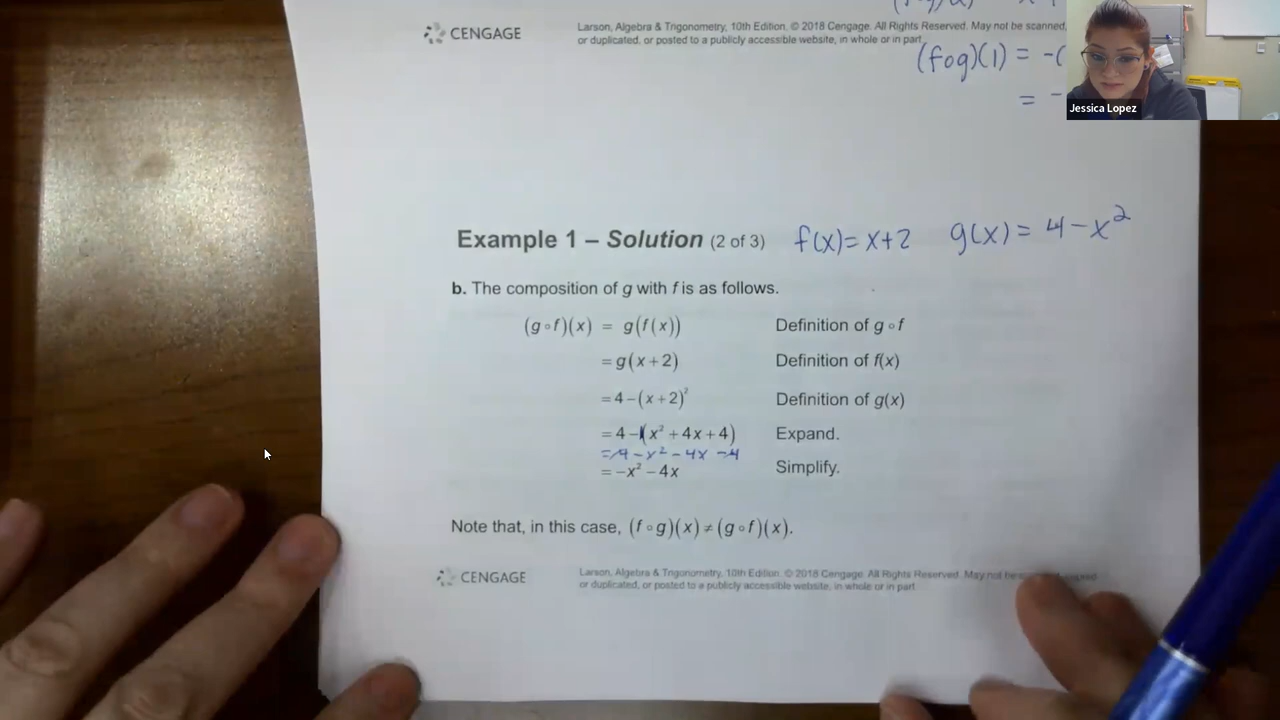 CENGAGE
Larson, Algebra & Trigonometry, 10th Edition, © 2018 Cengage. All Rights Reserved. May not be scanned,
or duplicated, or posted to a publicly accessible website, in whole or in part
(fog)(1) = -(
= -
Jessica Lopez
Example 1 – Solution (2 of 3) f(x)=x+2 g(x) = 4-x²
b. The composition of g with f is as follows.
(g∘f)(x) = g(f(x)) Definition of g∘f
=g(x+2) Definition of f(x)
=4-(x+2)² Definition of g(x)
=4-1(x²+4x+4) Expand.
=4-x²-4x-4
=-x²-4x Simplify.
Note that, in this case, (f∘g)(x)≠(g∘f)(x).
CENGAGE
Larson, Algebra & Trigonometry, 10th Edition, © 2018 Cengage. All Rights Reserved. May not be
or duplicated, or posted to a publicly accessible website, in whole or in part